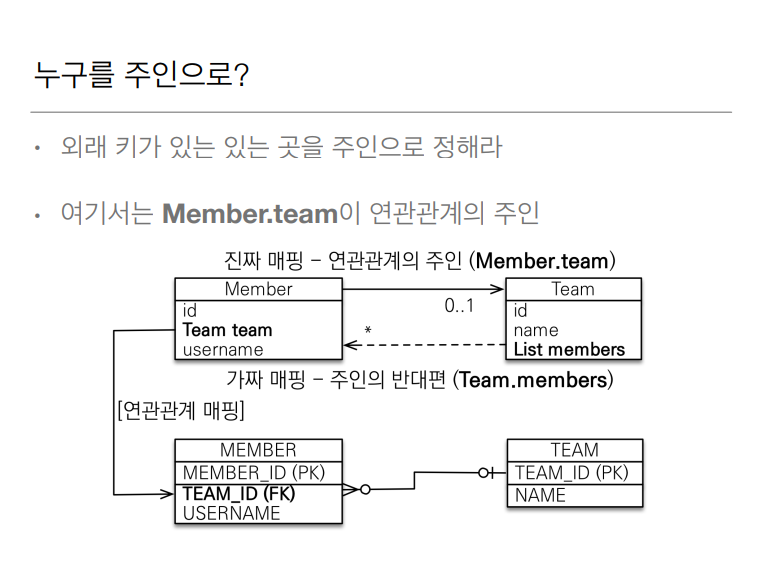 누구를 주인으로?
• 외래 키가 있는 있는 곳을 주인으로 정해라
• 여기서는 Member.team이 연관관계의 주인
진짜 매핑 - 연관관계의 주인 (Member.team)
Member
id
Team team
username
0..1
*
Team
id
name
List members
가짜 매핑 - 주인의 반대편 (Team.members)
[연관관계 매핑]
MEMBER
MEMBER_ID (PK)
TEAM_ID (FK)
USERNAME
TEAM
TEAM_ID (PK)
NAME